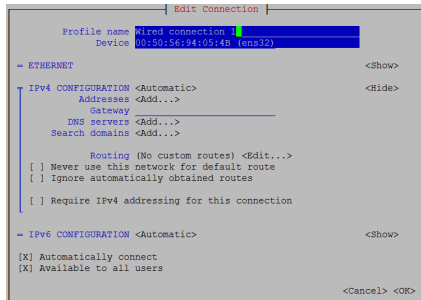 Edit Connection
Profile name Wired connection 1
Device 00:50:56:94:05:4B (ens32)
= ETHERNET <Show>
IPv4 CONFIGURATION <Automatic> <Hide>
Addresses <Add...>
Gateway
DNS servers <Add...>
Search domains <Add...>
Routing (No custom routes) <Edit...>
[ ] Never use this network for default route
[ ] Ignore automatically obtained routes
[ ] Require IPv4 addressing for this connection
= IPv6 CONFIGURATION <Automatic> <Show>
[X] Automatically connect
[X] Available to all users
<Cancel> <OK>